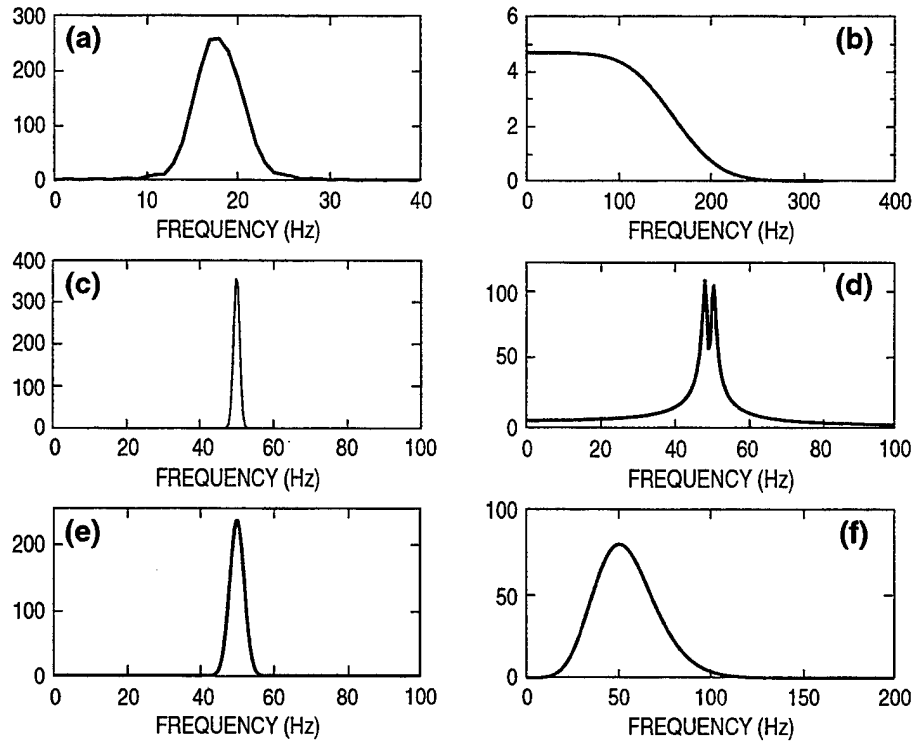 300
200
100
0
(a)
0 10 20 30 40
FREQUENCY (Hz)
6
4
2
0
(b)
0 100 200 300 400
FREQUENCY (Hz)
400
300
200
100
0
(c)
0 20 40 60 80 100
FREQUENCY (Hz)
100
50
0
(d)
0 20 40 60 80 100
FREQUENCY (Hz)
200
100
0
(e)
0 20 40 60 80 100
FREQUENCY (Hz)
100
50
0
(f)
0 50 100 150 200
FREQUENCY (Hz)